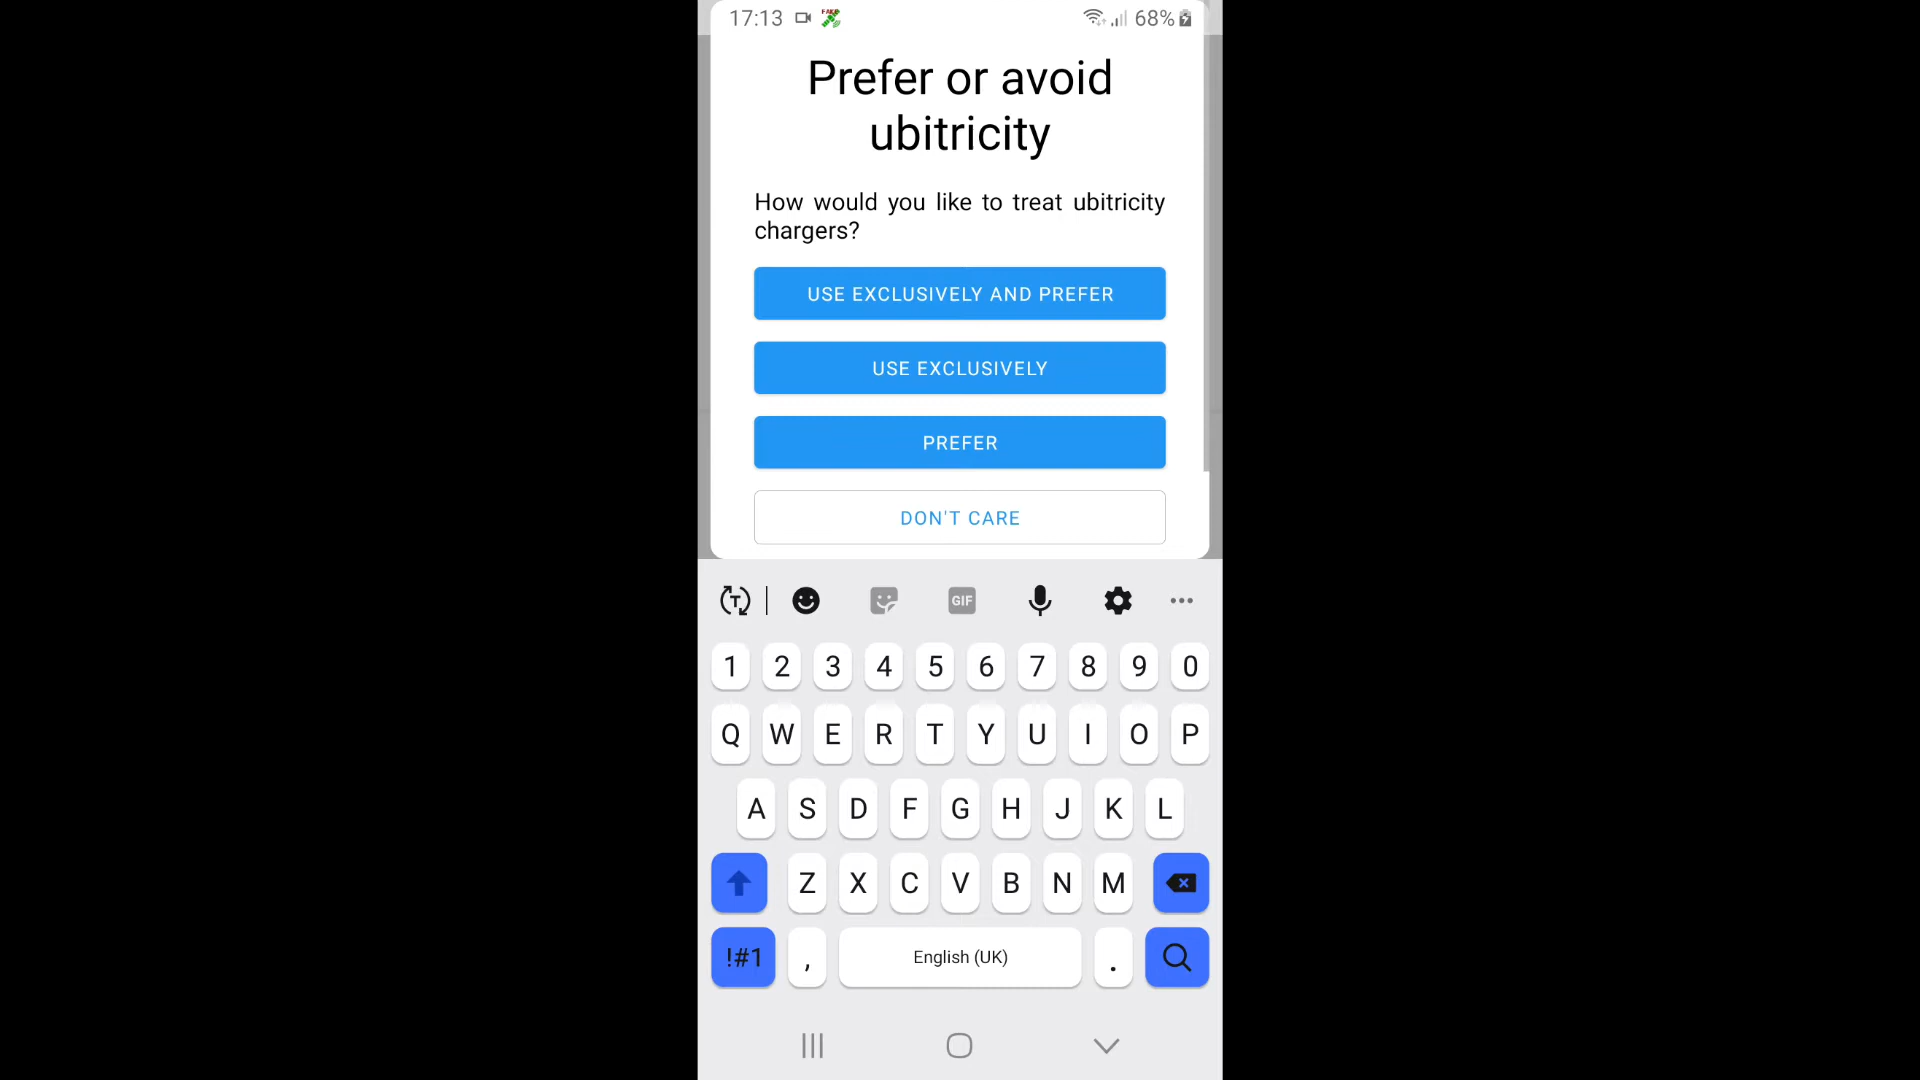 17:13 FAKE 68%
Prefer or avoid
ubitricity
How would you like to treat ubitricity
chargers?
USE EXCLUSIVELY AND PREFER
USE EXCLUSIVELY
PREFER
DON'T CARE
T GIF
1 2 3 4 5 6 7 8 9 0
Q W E R T Y U I O P
A S D F G H J K L
Z X C V B N M
!#1 , English (UK) .